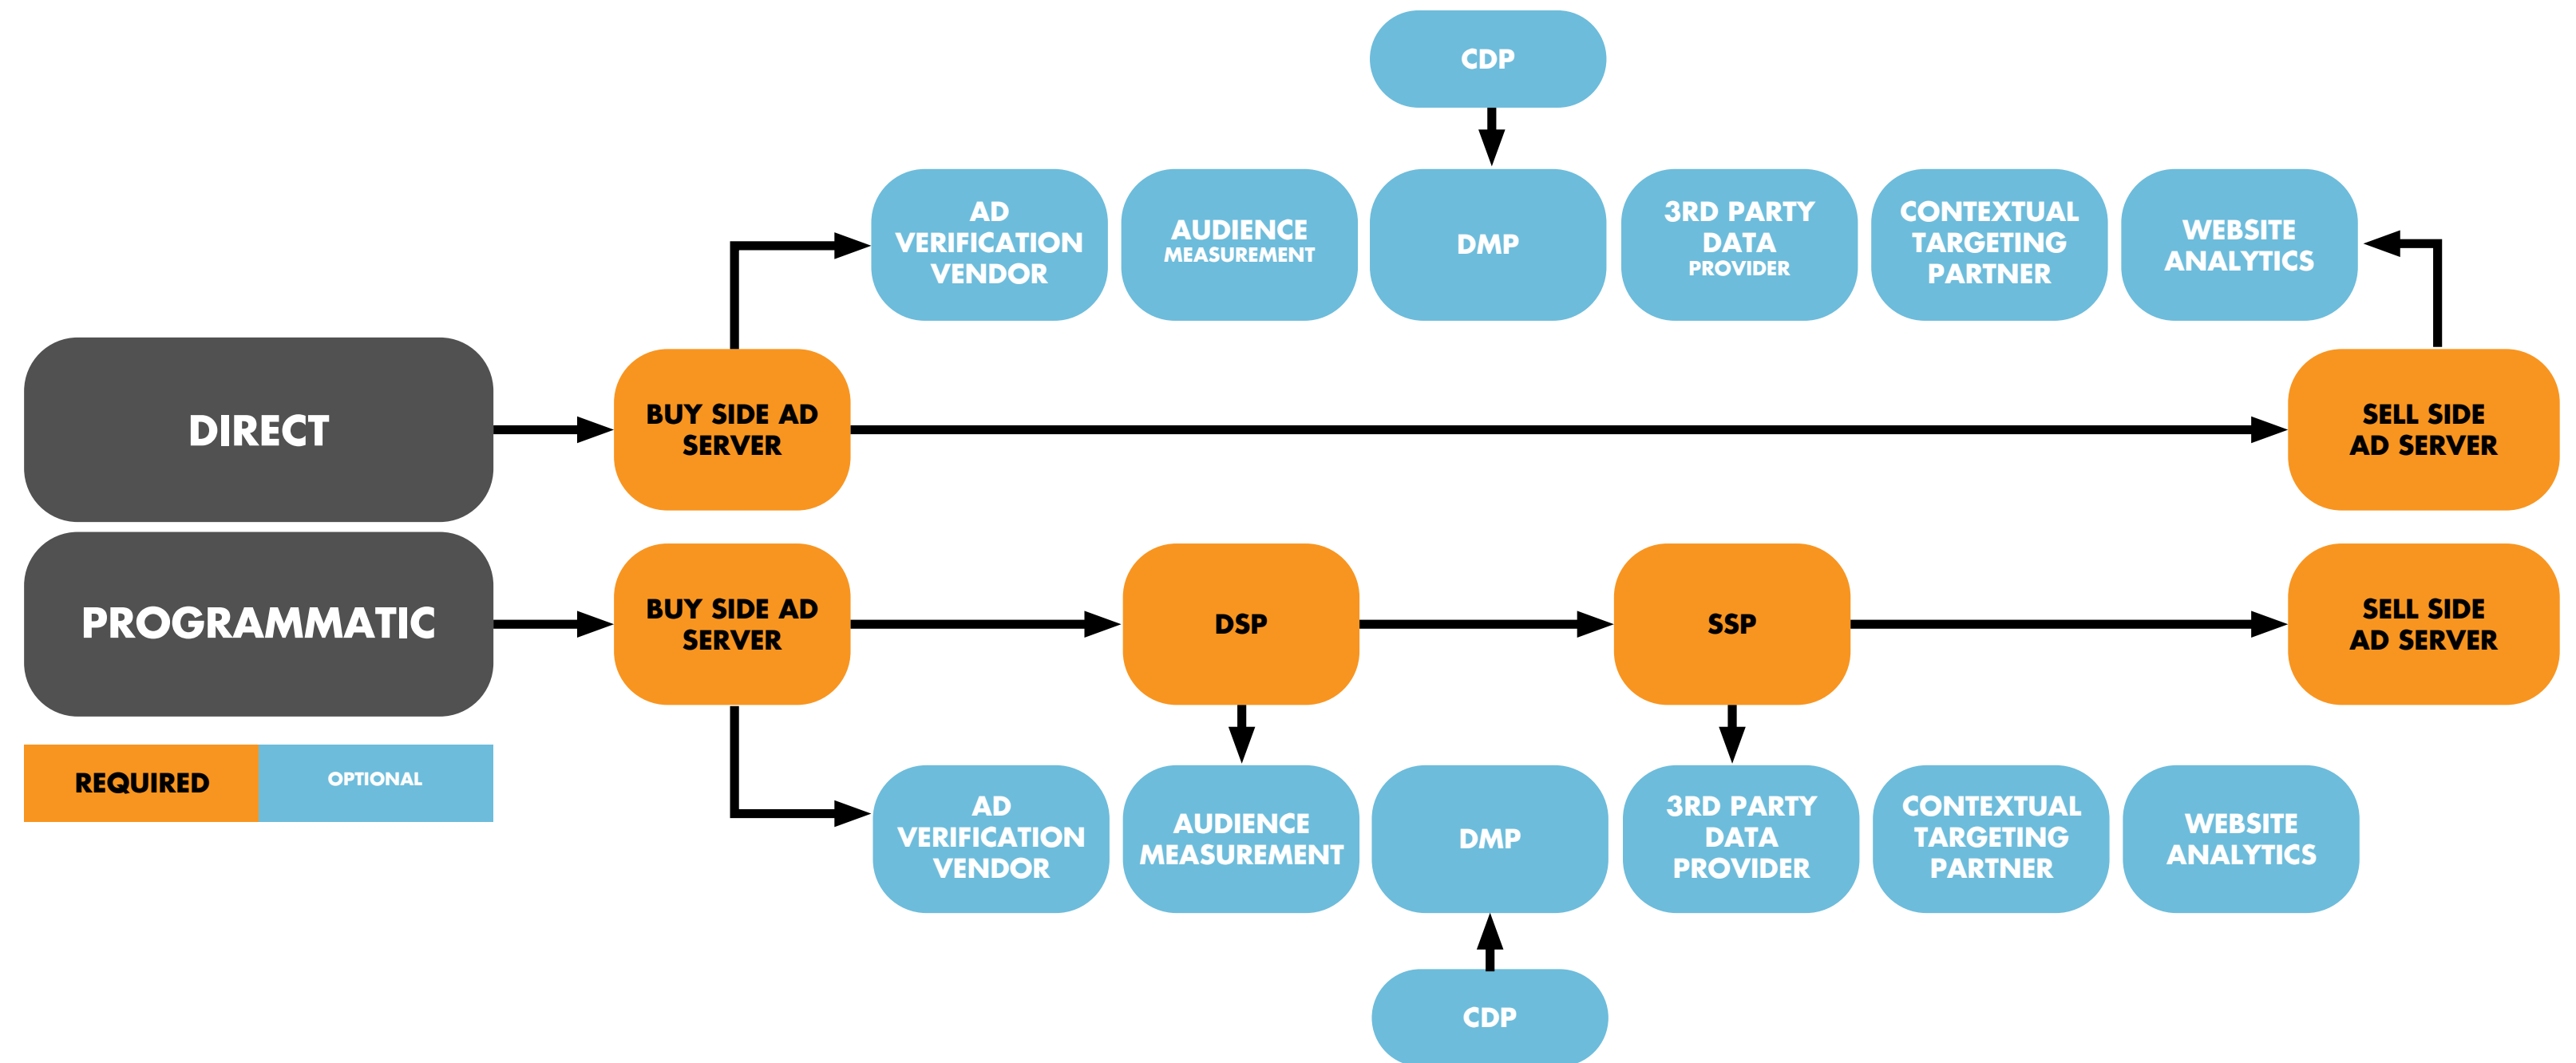 CDP
AD
VERIFICATION
VENDOR
AUDIENCE
MEASUREMENT
DMP
3RD PARTY
DATA
PROVIDER
CONTEXTUAL
TARGETING
PARTNER
WEBSITE
ANALYTICS
DIRECT
BUY SIDE AD
SERVER
SELL SIDE
AD SERVER
PROGRAMMATIC
BUY SIDE AD
SERVER
DSP
SSP
SELL SIDE
AD SERVER
REQUIRED
OPTIONAL
AD
VERIFICATION
VENDOR
AUDIENCE
MEASUREMENT
DMP
3RD PARTY
DATA
PROVIDER
CONTEXTUAL
TARGETING
PARTNER
WEBSITE
ANALYTICS
CDP